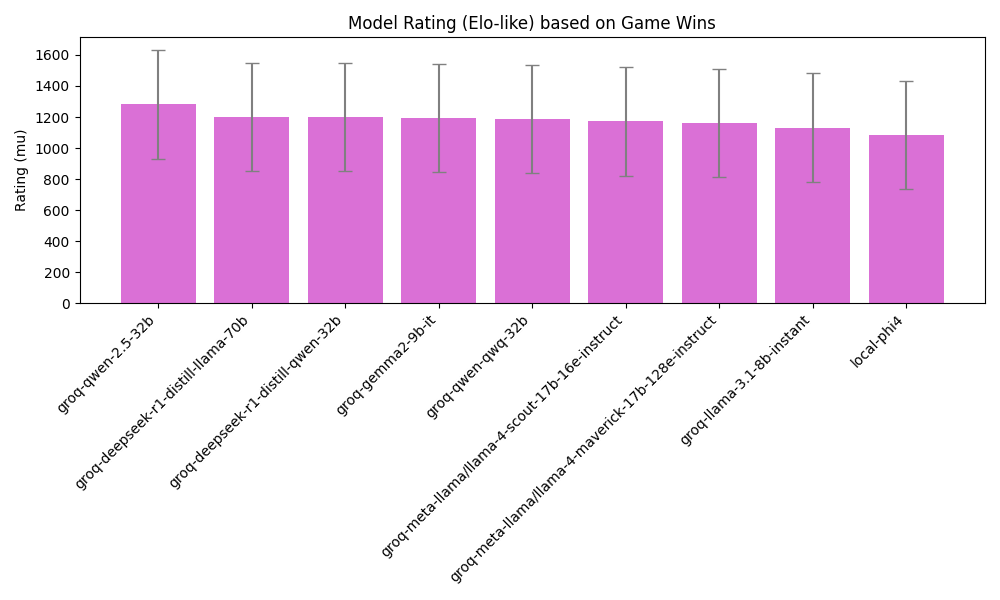 Model Rating (Elo-like) based on Game Wins
Rating (mu)
1600
1400
1200
1000
800
600
400
200
0
groq-qwen-2.5-32b
groq-deepseek-r1-distill-llama-70b
groq-deepseek-r1-distill-qwen-32b
groq-gemma2-9b-it
groq-qwen-qwq-32b
groq-meta-llama/llama-4-scout-17b-16e-instruct
groq-meta-llama/llama-4-maverick-17b-128e-instruct
groq-llama-3.1-8b-instant
local-phi4